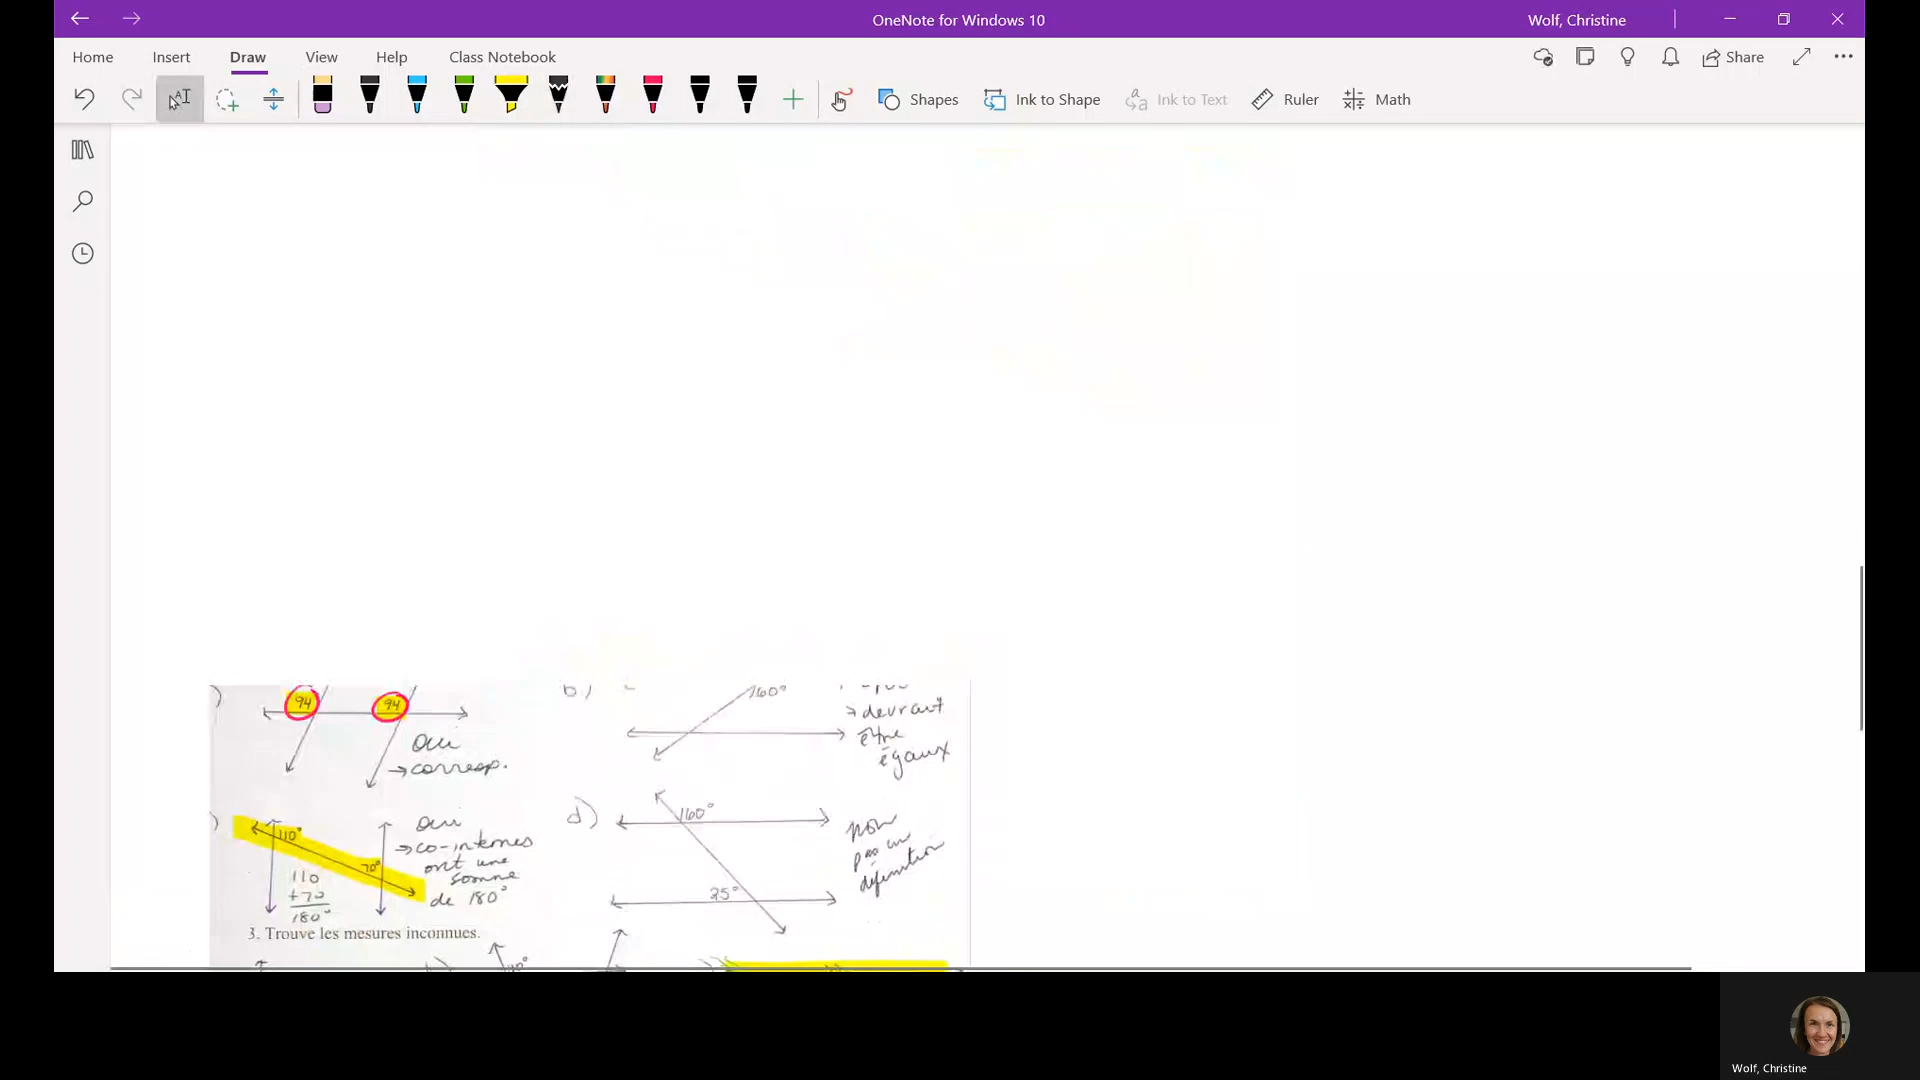 OneNote for Windows 10
Wolf, Christine
Home Insert Draw View Help Class Notebook
Share
Shapes Ink to Shape Ink to Text Ruler Math
94 94
oui
→ corresp.
b)
160°
→ devrait
être
égaux
110°
70°
110
+70
180°
oui
→ co-internes
ont une
somme
de 180°
d)
160°
25°
non
pas un
définition
3. Trouve les mesures inconnues.
Wolf, Christine